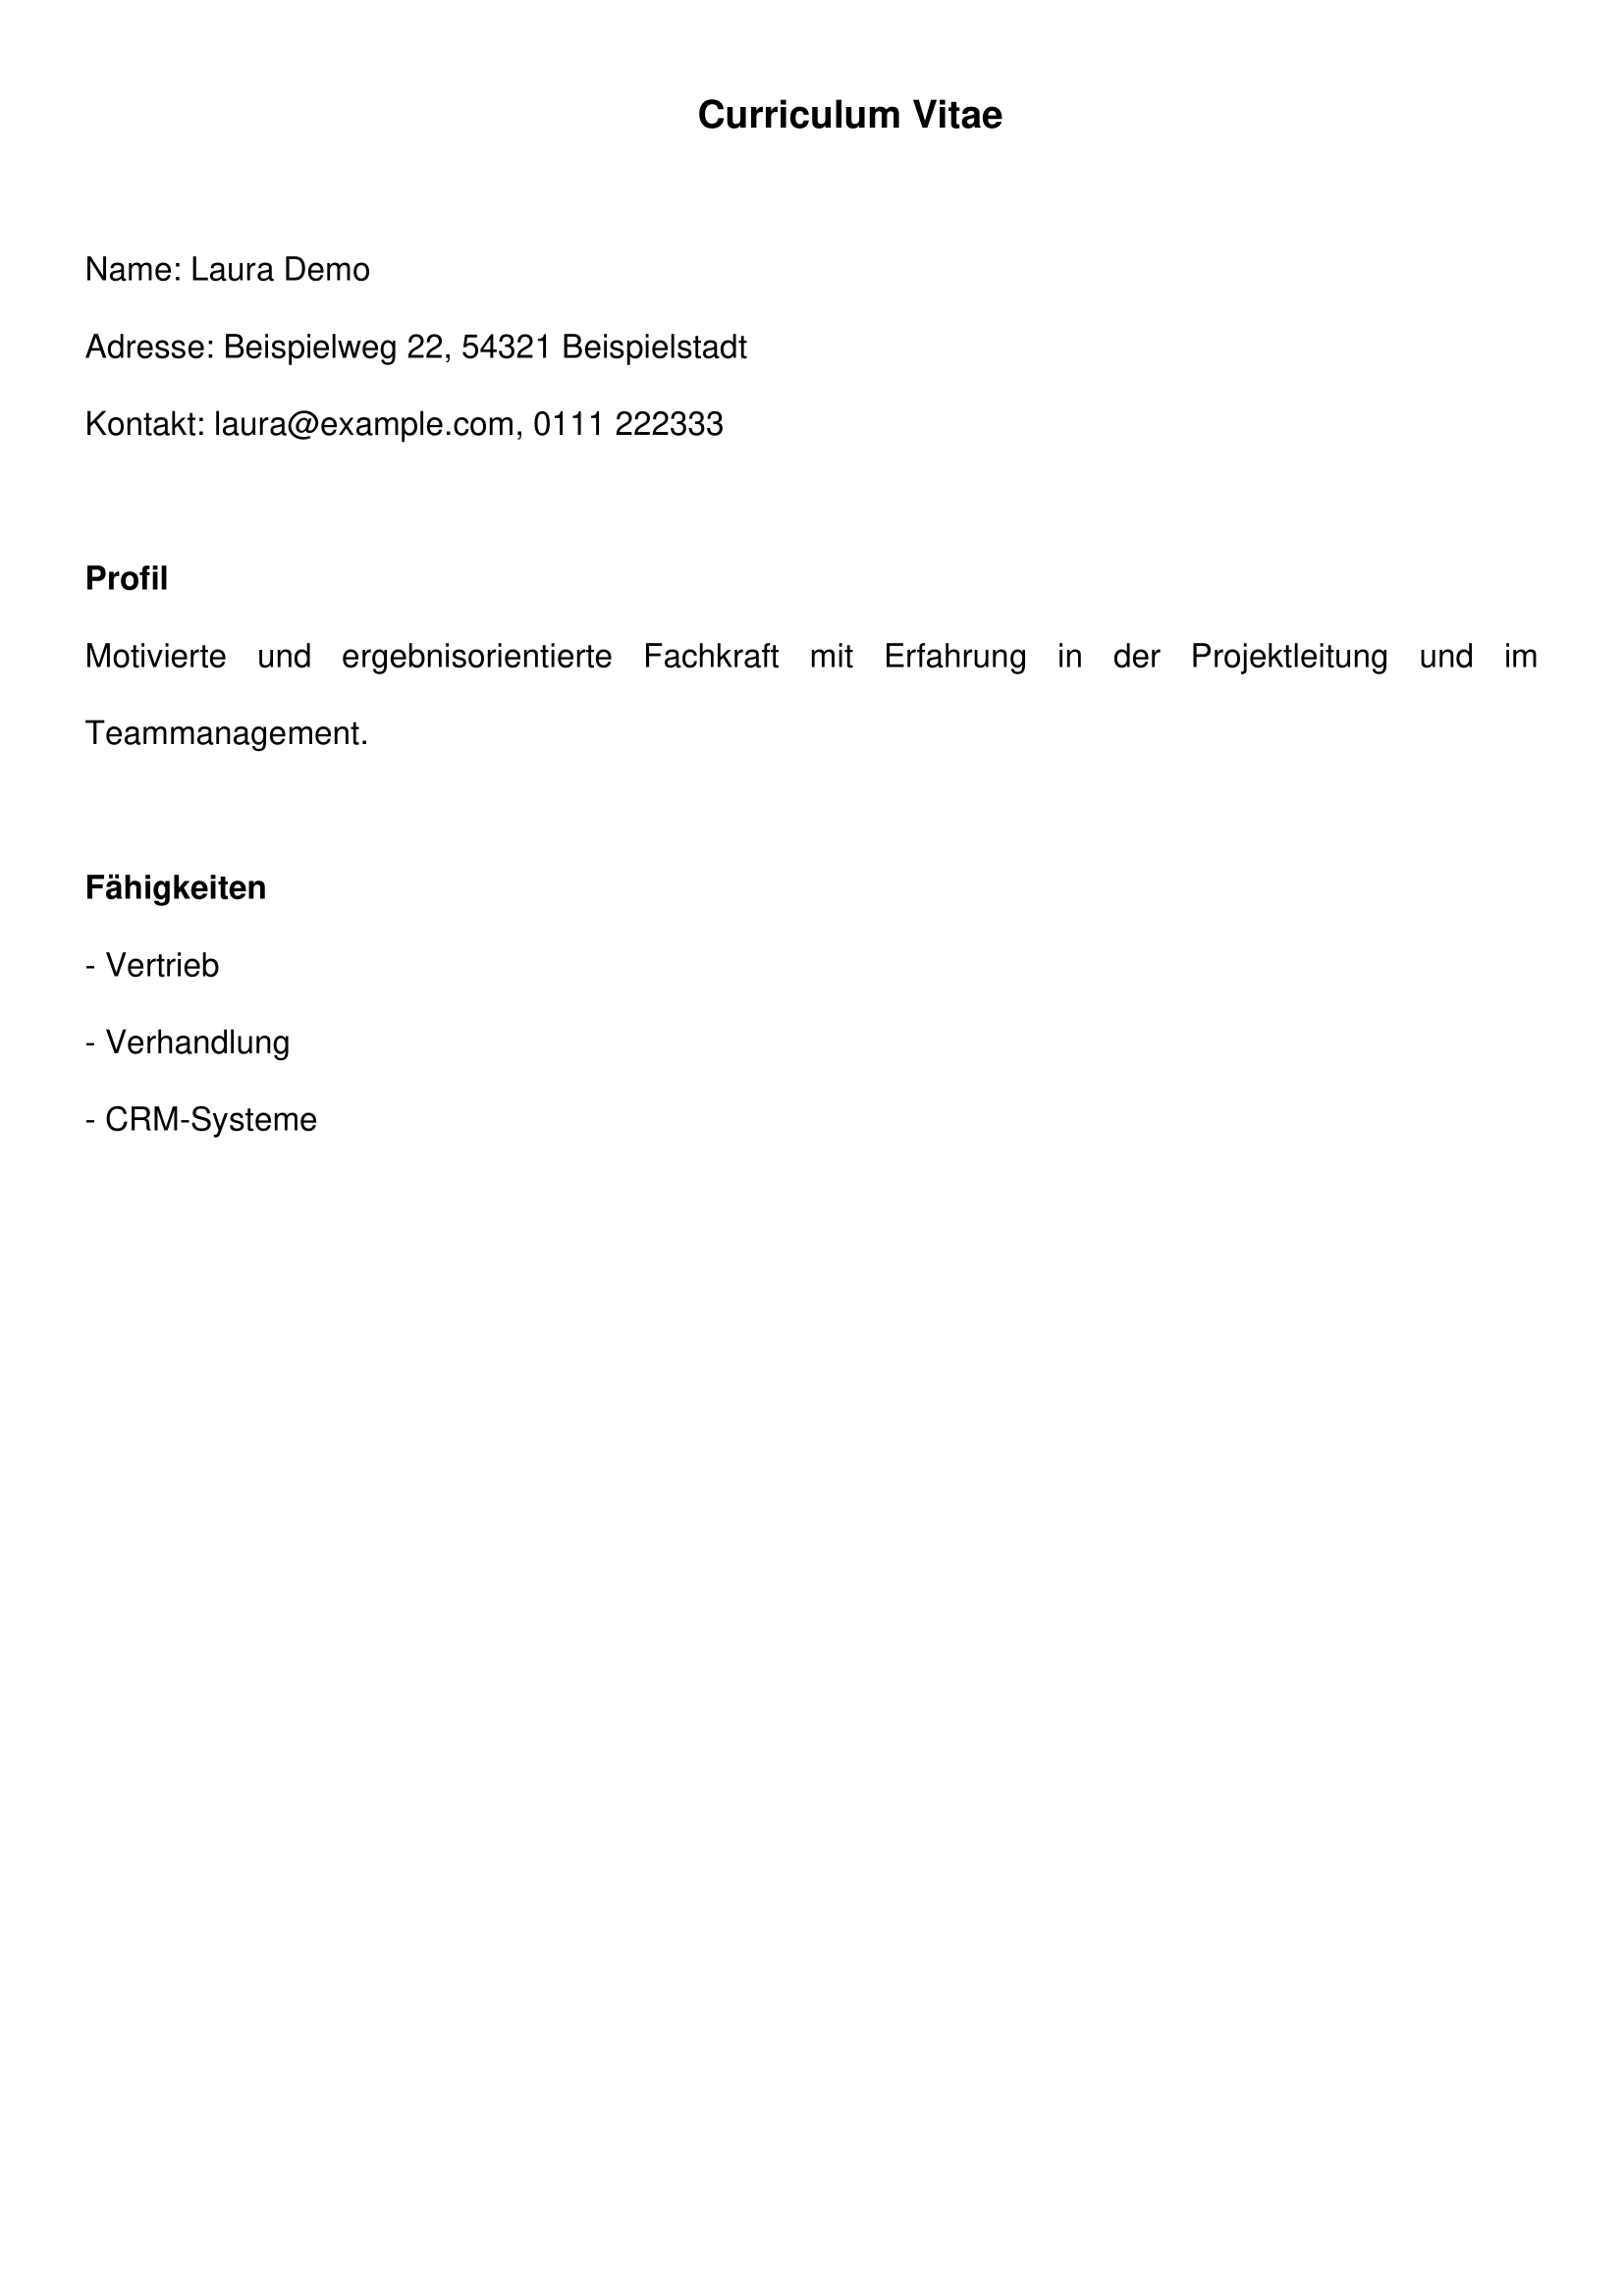 Curriculum Vitae
Name: Laura Demo
Adresse: Beispielweg 22, 54321 Beispielstadt
Kontakt: laura@example.com, 0111 222333
Profil
Motivierte und ergebnisorientierte Fachkraft mit Erfahrung in der Projektleitung und im
Teammanagement.
Fähigkeiten
- Vertrieb
- Verhandlung
- CRM-Systeme